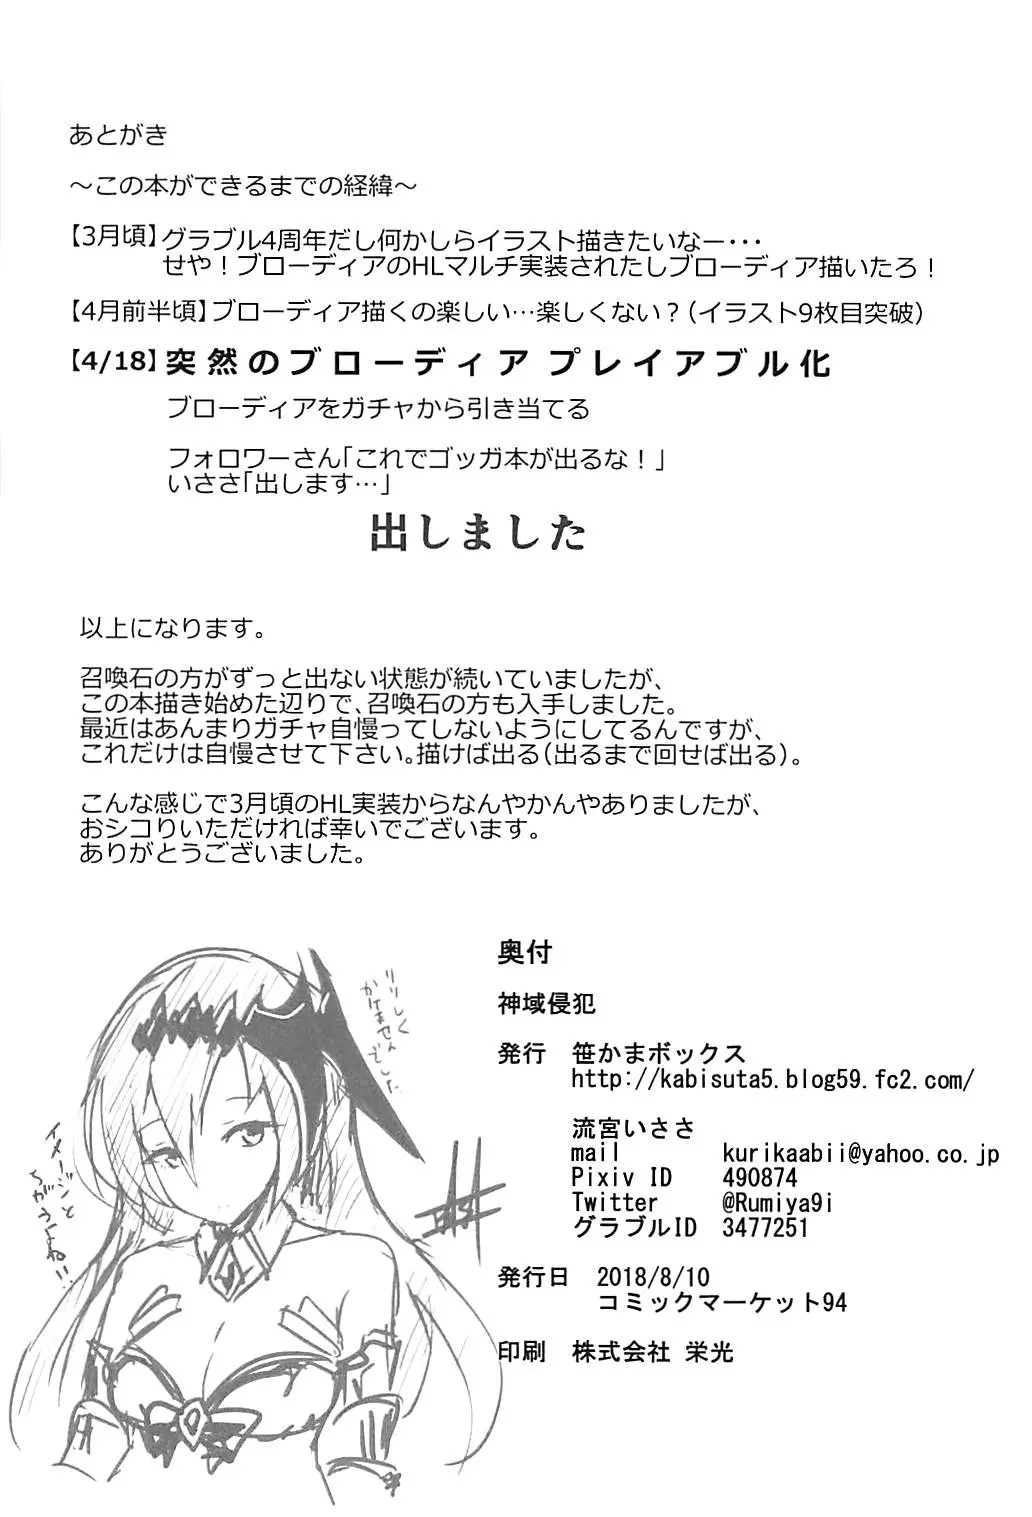 あとがき
～この本ができるまでの経緯～
【3月頃】グラブル4周年だし何かしらイラスト描きたいなー・・・
せや！ブローディアのHLマルチ実装されたしブローディア描いたろ！
【4月前半頃】ブローディア描くの楽しい…楽しくない？（イラスト9枚目突破）
【4/18】突然のブローディア プレイアブル化
ブローディアをガチャから引き当てる
フォロワーさん「これでゴッガ本が出るな！」
いささ「出します…」
出しました
以上になります。
召喚石の方がずっと出ない状態が続いていましたが、
この本描き始めた辺りで、召喚石の方も入手しました。
最近はあんまりガチャ自慢ってしないようにしてるんですが、
これだけは自慢させて下さい。描けば出る（出るまで回せば出る）。
こんな感じで3月頃のHL実装からなんやかんやありましたが、
おシコりいただければ幸いでございます。
ありがとうございました。
りりしく
かけませんでした
イメージと
ちがうよね!!
奥付
神域侵犯
発行 笹かまボックス
http://kabisuta5.blog59.fc2.com/
流宮いささ
mail kurikaabii@yahoo.co.jp
Pixiv ID 490874
Twitter @Rumiya9i
グラブルID 3477251
発行日 2018/8/10
コミックマーケット94
印刷 株式会社 栄光